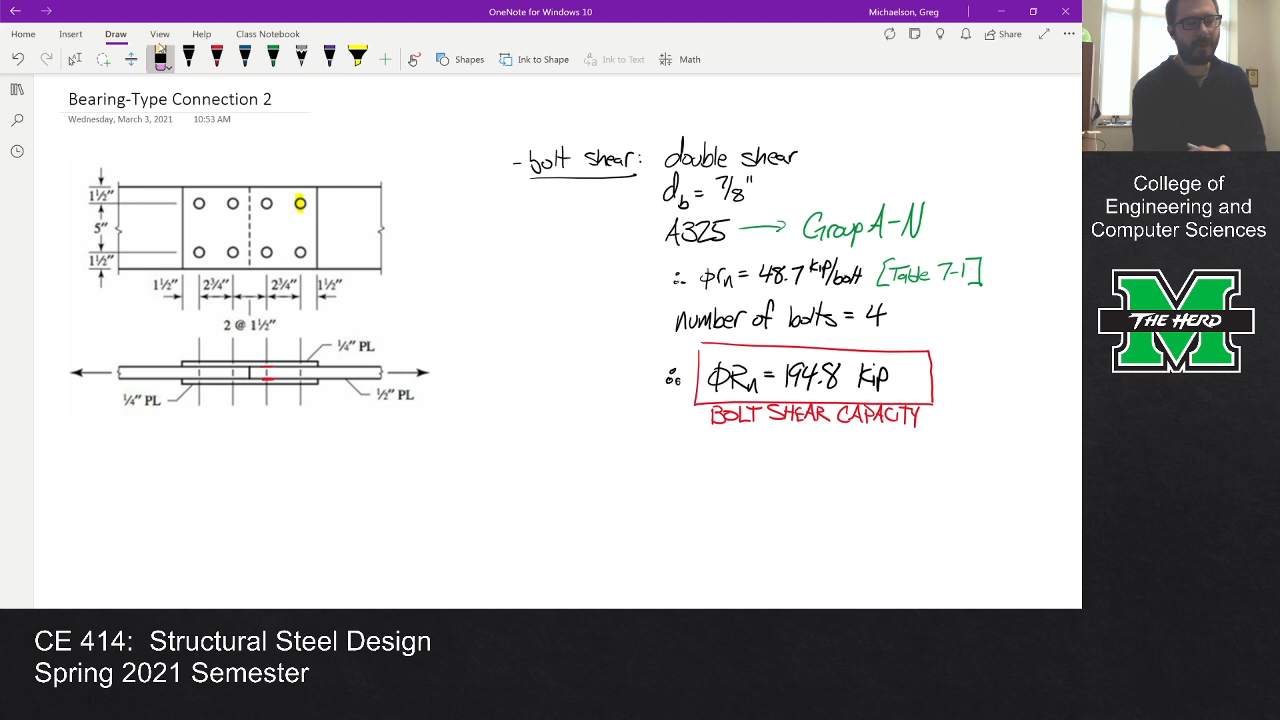 OneNote for Windows 10
Michaelson, Greg
Home Insert Draw View Help Class Notebook
Share
Shapes Ink to Shape Ink to Text Math
Bearing-Type Connection 2
Wednesday, March 3, 2021 10:53 AM
1½"
5"
1½"
1½" 2¾" 2¾" 1½"
2 @ 1½"
¼" PL
¼" PL
½" PL
- bolt shear: double shear
d_b = 7/8"
A325 → Group A-N
∴ φr_n = 48.7 kip/bolt [Table 7-1]
number of bolts = 4
∴ φR_n = 194.8 kip
BOLT SHEAR CAPACITY
College of
Engineering and
Computer Sciences
THE HERD
CE 414: Structural Steel Design
Spring 2021 Semester